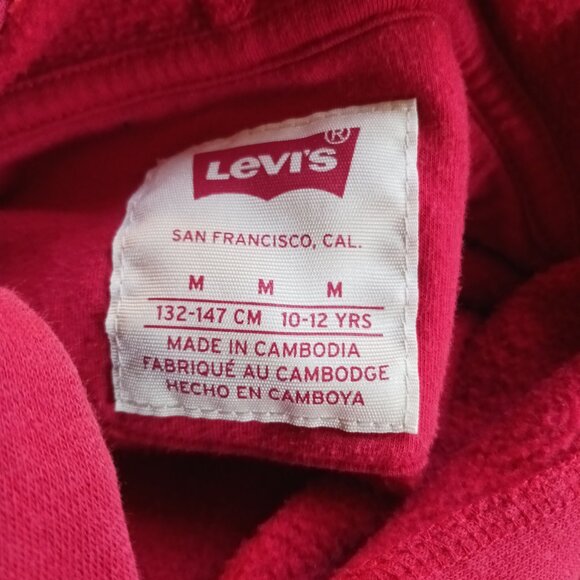 LEVI'S®
SAN FRANCISCO, CAL.
M M M
132-147 CM 10-12 YRS
MADE IN CAMBODIA
FABRIQUÉ AU CAMBODGE
HECHO EN CAMBOYA